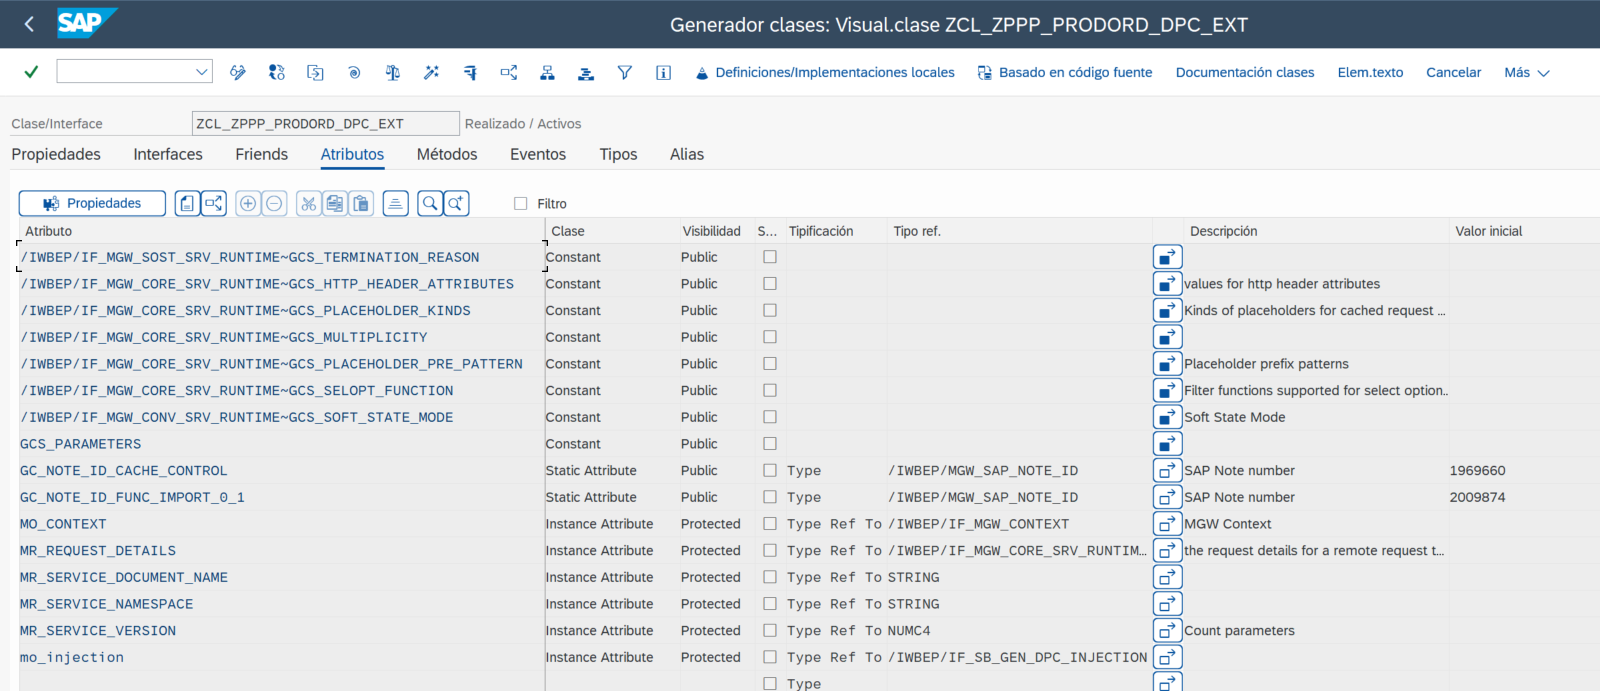 SAP Generador clases: Visual.clase ZCL_ZPPP_PRODORD_DPC_EXT
Definiciones/Implementaciones locales Basado en código fuente Documentación clases Elem.texto Cancelar Más
Clase/Interface ZCL_ZPPP_PRODORD_DPC_EXT Realizado / Activos
Propiedades Interfaces Friends Atributos Métodos Eventos Tipos Alias
Propiedades Filtro
Atributo Clase Visibilidad S... Tipificación Tipo ref. Descripción Valor inicial
/IWBEP/IF_MGW_SOST_SRV_RUNTIME~GCS_TERMINATION_REASON Constant Public
/IWBEP/IF_MGW_CORE_SRV_RUNTIME~GCS_HTTP_HEADER_ATTRIBUTES Constant Public values for http header attributes
/IWBEP/IF_MGW_CORE_SRV_RUNTIME~GCS_PLACEHOLDER_KINDS Constant Public Kinds of placeholders for cached request ...
/IWBEP/IF_MGW_CORE_SRV_RUNTIME~GCS_MULTIPLICITY Constant Public
/IWBEP/IF_MGW_CORE_SRV_RUNTIME~GCS_PLACEHOLDER_PRE_PATTERN Constant Public Placeholder prefix patterns
/IWBEP/IF_MGW_CORE_SRV_RUNTIME~GCS_SELOPT_FUNCTION Constant Public Filter functions supported for select option..
/IWBEP/IF_MGW_CONV_SRV_RUNTIME~GCS_SOFT_STATE_MODE Constant Public Soft State Mode
GCS_PARAMETERS Constant Public
GC_NOTE_ID_CACHE_CONTROL Static Attribute Public Type /IWBEP/MGW_SAP_NOTE_ID SAP Note number 1969660
GC_NOTE_ID_FUNC_IMPORT_0_1 Static Attribute Public Type /IWBEP/MGW_SAP_NOTE_ID SAP Note number 2009874
MO_CONTEXT Instance Attribute Protected Type Ref To /IWBEP/IF_MGW_CONTEXT MGW Context
MR_REQUEST_DETAILS Instance Attribute Protected Type Ref To /IWBEP/IF_MGW_CORE_SRV_RUNTIM... the request details for a remote request t...
MR_SERVICE_DOCUMENT_NAME Instance Attribute Protected Type Ref To STRING
MR_SERVICE_NAMESPACE Instance Attribute Protected Type Ref To STRING
MR_SERVICE_VERSION Instance Attribute Protected Type Ref To NUMC4 Count parameters
mo_injection Instance Attribute Protected Type Ref To /IWBEP/IF_SB_GEN_DPC_INJECTION
Type